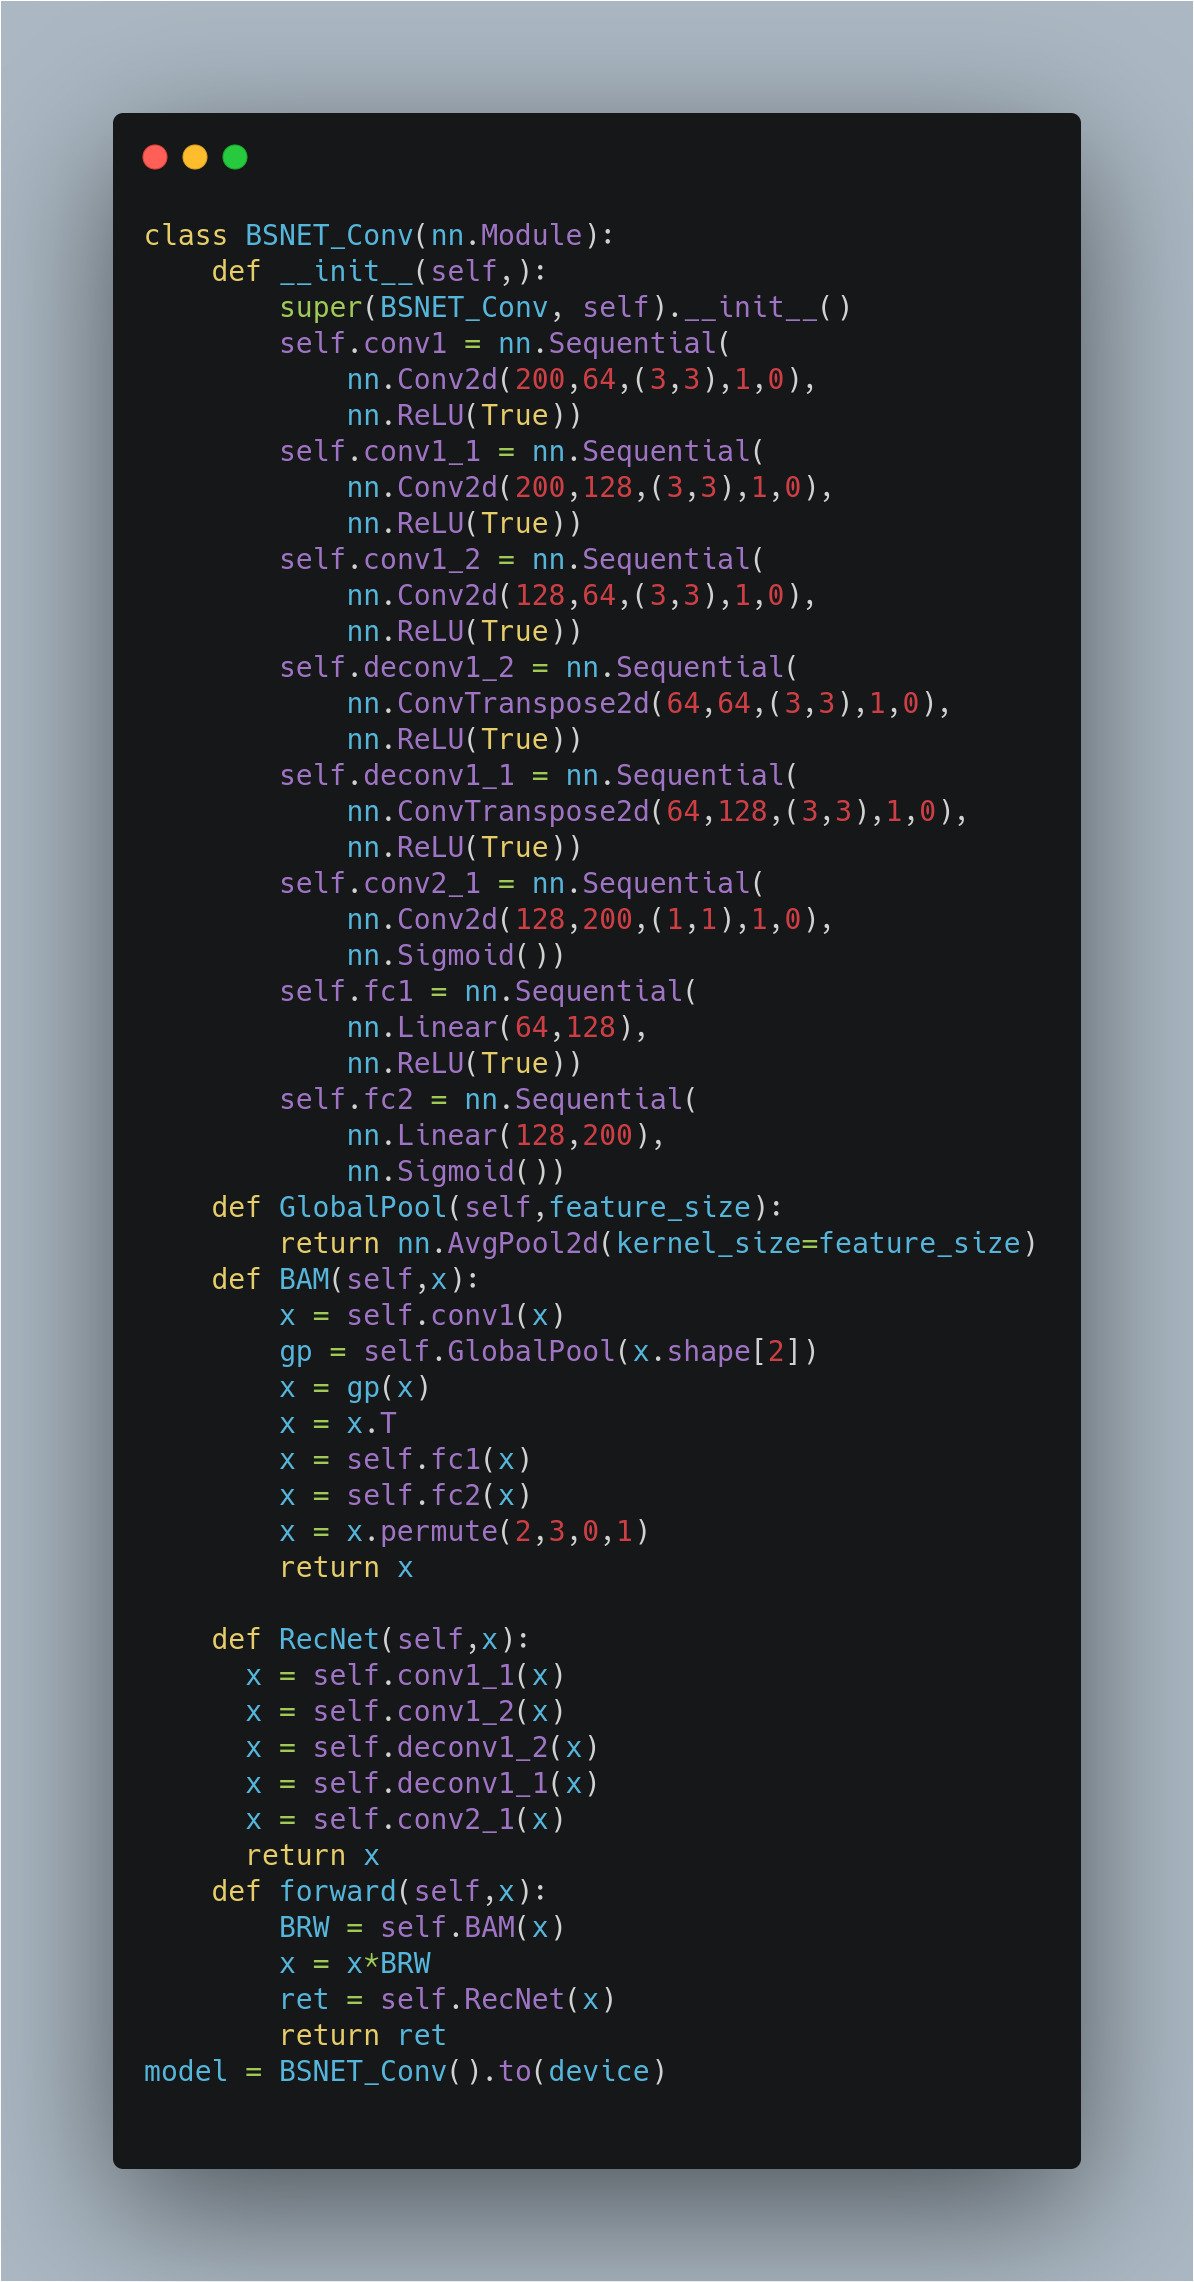 class BSNET_Conv(nn.Module):
    def __init__(self,):
        super(BSNET_Conv, self).__init__()
        self.conv1 = nn.Sequential(
            nn.Conv2d(200,64,(3,3),1,0),
            nn.ReLU(True))
        self.conv1_1 = nn.Sequential(
            nn.Conv2d(200,128,(3,3),1,0),
            nn.ReLU(True))
        self.conv1_2 = nn.Sequential(
            nn.Conv2d(128,64,(3,3),1,0),
            nn.ReLU(True))
        self.deconv1_2 = nn.Sequential(
            nn.ConvTranspose2d(64,64,(3,3),1,0),
            nn.ReLU(True))
        self.deconv1_1 = nn.Sequential(
            nn.ConvTranspose2d(64,128,(3,3),1,0),
            nn.ReLU(True))
        self.conv2_1 = nn.Sequential(
            nn.Conv2d(128,200,(1,1),1,0),
            nn.Sigmoid())
        self.fc1 = nn.Sequential(
            nn.Linear(64,128),
            nn.ReLU(True))
        self.fc2 = nn.Sequential(
            nn.Linear(128,200),
            nn.Sigmoid())
    def GlobalPool(self,feature_size):
        return nn.AvgPool2d(kernel_size=feature_size)
    def BAM(self,x):
        x = self.conv1(x)
        gp = self.GlobalPool(x.shape[2])
        x = gp(x)
        x = x.T
        x = self.fc1(x)
        x = self.fc2(x)
        x = x.permute(2,3,0,1)
        return x

    def RecNet(self,x):
      x = self.conv1_1(x)
      x = self.conv1_2(x)
      x = self.deconv1_2(x)
      x = self.deconv1_1(x)
      x = self.conv2_1(x)
      return x
    def forward(self,x):
        BRW = self.BAM(x)
        x = x*BRW
        ret = self.RecNet(x)
        return ret
model = BSNET_Conv().to(device)